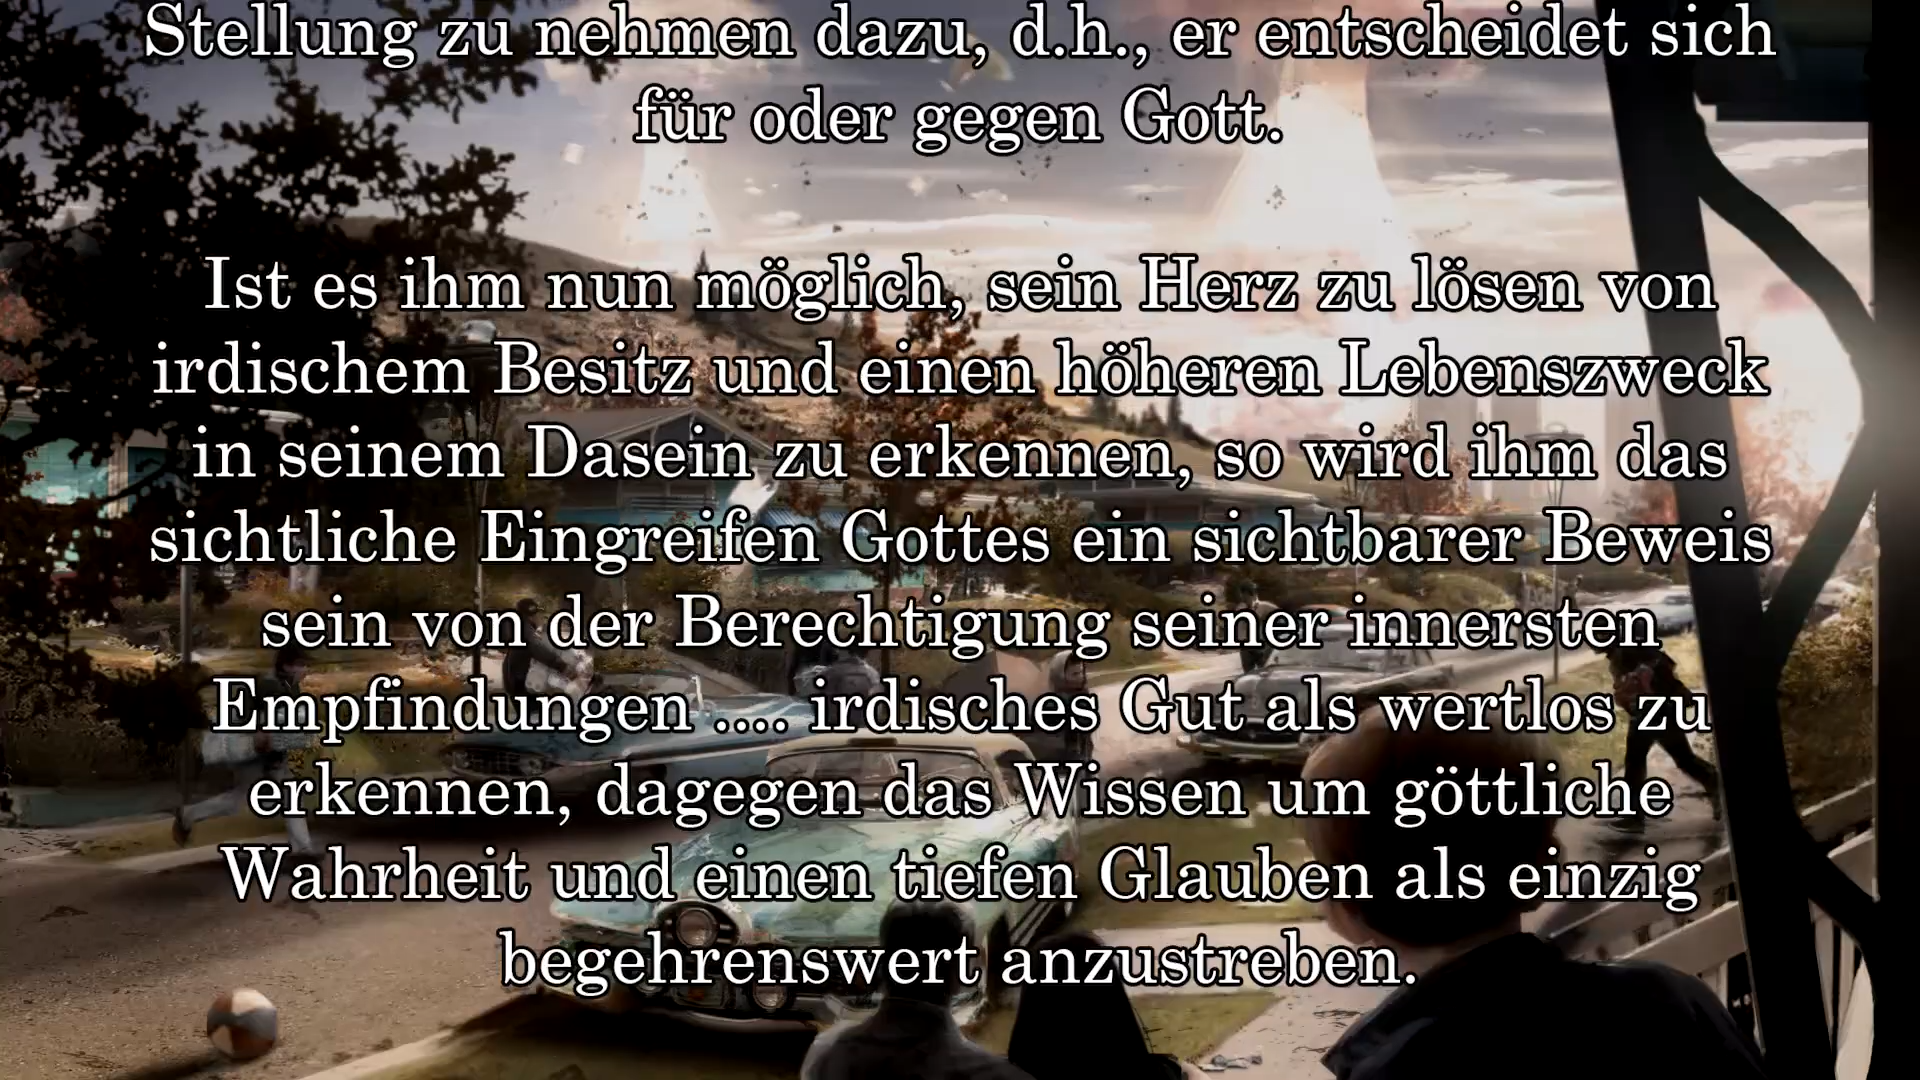 Stellung zu nehmen dazu, d.h., er entscheidet sich
für oder gegen Gott.
Ist es ihm nun möglich, sein Herz zu lösen von
irdischem Besitz und einen höheren Lebenszweck
in seinem Dasein zu erkennen, so wird ihm das
sichtliche Eingreifen Gottes ein sichtbarer Beweis
sein von der Berechtigung seiner innersten
Empfindungen .... irdisches Gut als wertlos zu
erkennen, dagegen das Wissen um göttliche
Wahrheit und einen tiefen Glauben als einzig
begehrenswert anzustreben.